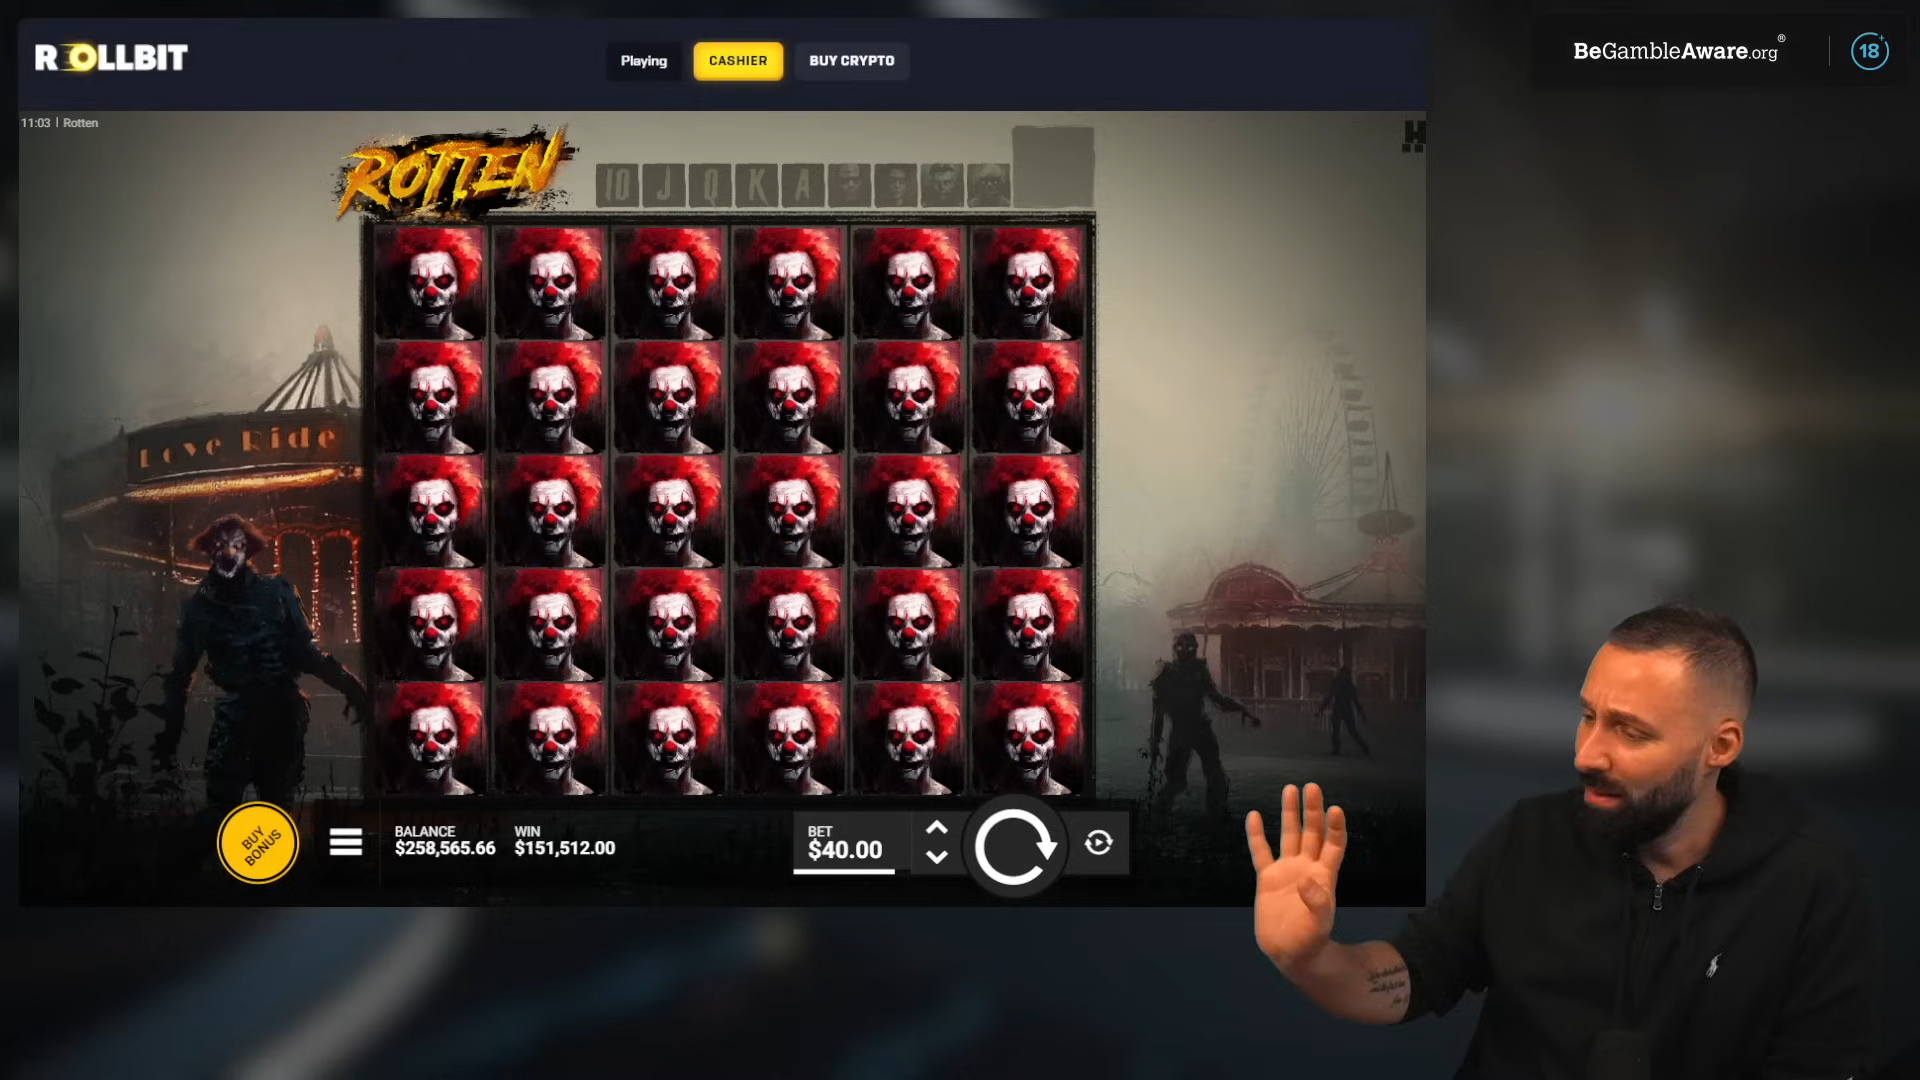 ROLLBIT
Playing
CASHIER
BUY CRYPTO
BeGambleAware.org®
18+
11:03 | Rotten
ROTTEN
10 J Q K A
Love Ride
BUY BONUS
BALANCE
$258,565.66
WIN
$151,512.00
BET
$40.00